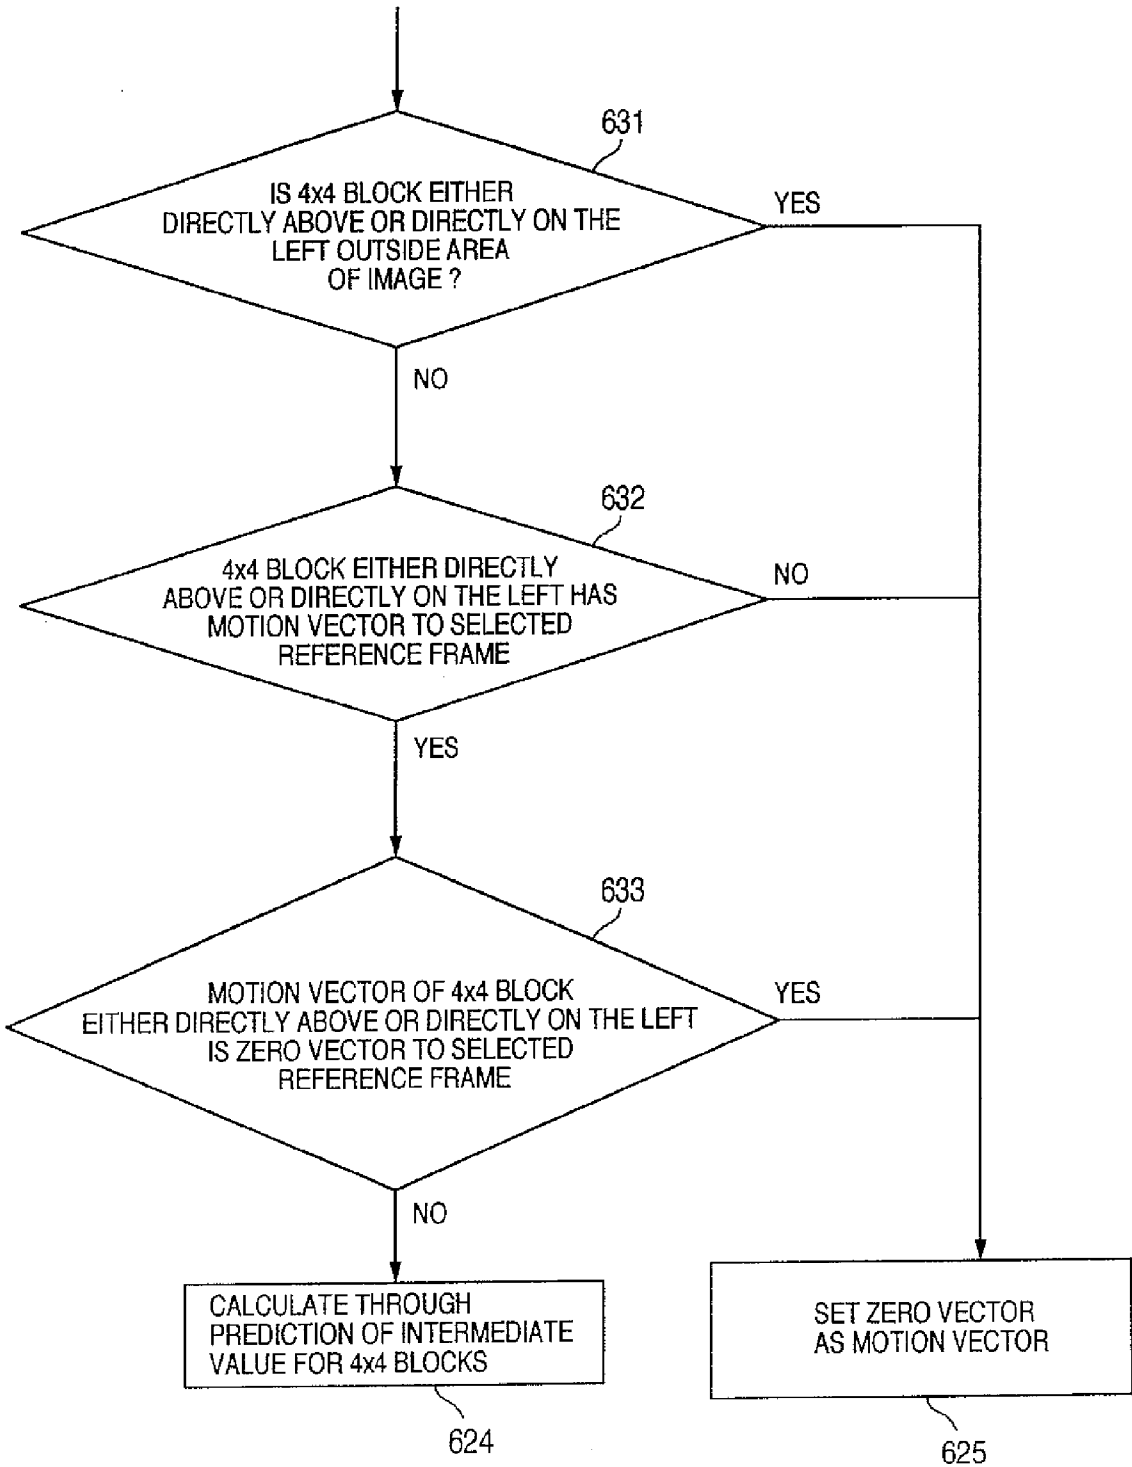 631
IS 4x4 BLOCK EITHER
DIRECTLY ABOVE OR DIRECTLY ON THE
LEFT OUTSIDE AREA
OF IMAGE ?
YES
NO
632
4x4 BLOCK EITHER DIRECTLY
ABOVE OR DIRECTLY ON THE LEFT HAS
MOTION VECTOR TO SELECTED
REFERENCE FRAME
NO
YES
633
MOTION VECTOR OF 4x4 BLOCK
EITHER DIRECTLY ABOVE OR DIRECTLY ON THE LEFT
IS ZERO VECTOR TO SELECTED
REFERENCE FRAME
YES
NO
CALCULATE THROUGH
PREDICTION OF INTERMEDIATE
VALUE FOR 4x4 BLOCKS
624
SET ZERO VECTOR
AS MOTION VECTOR
625